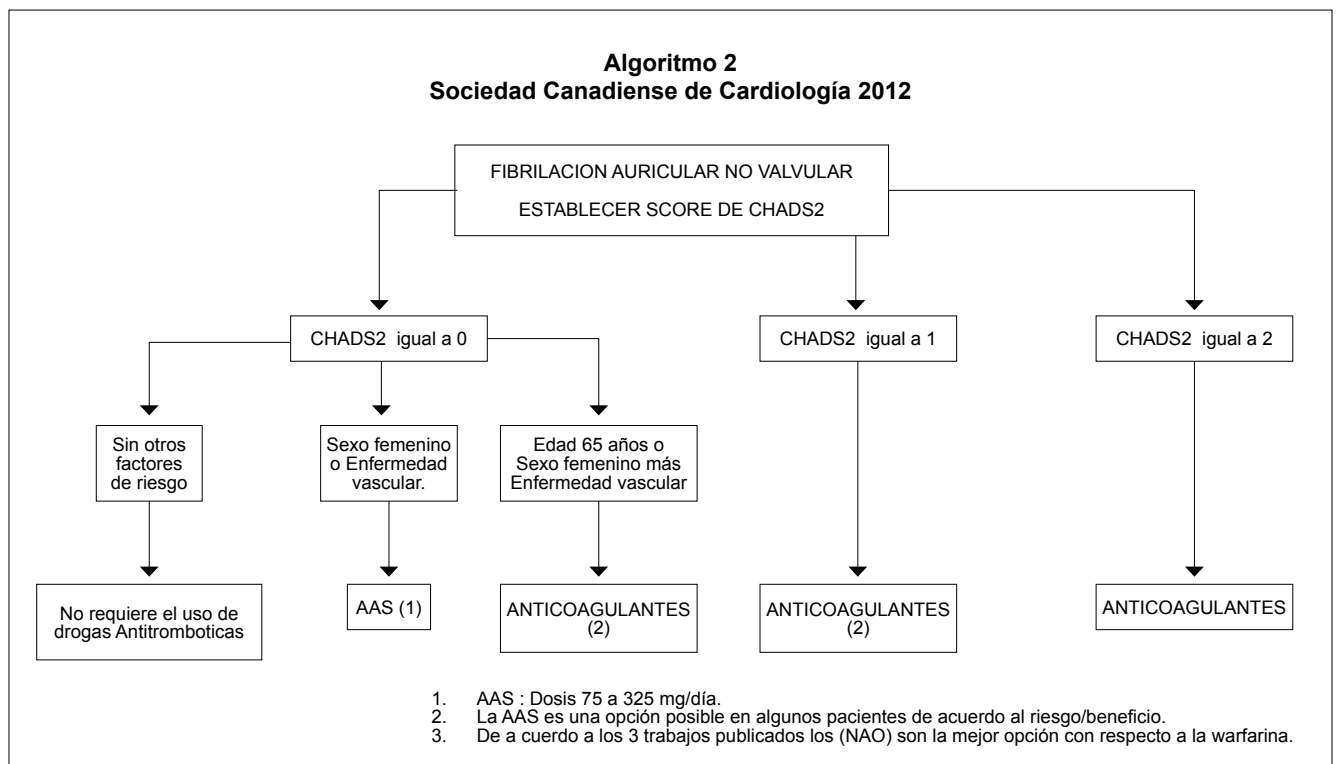 Algoritmo 2
Sociedad Canadiense de Cardiología 2012
FIBRILACION AURICULAR NO VALVULAR
ESTABLECER SCORE DE CHADS2
CHADS2 igual a 0
CHADS2 igual a 1
CHADS2 igual a 2
Sin otros
factores
de riesgo
Sexo femenino
o Enfermedad
vascular.
Edad 65 años o
Sexo femenino más
Enfermedad vascular
No requiere el uso de
drogas Antitromboticas
AAS (1)
ANTICOAGULANTES
(2)
ANTICOAGULANTES
(2)
ANTICOAGULANTES
1. AAS : Dosis 75 a 325 mg/día.
2. La AAS es una opción posible en algunos pacientes de acuerdo al riesgo/beneficio.
3. De a cuerdo a los 3 trabajos publicados los (NAO) son la mejor opción con respecto a la warfarina.